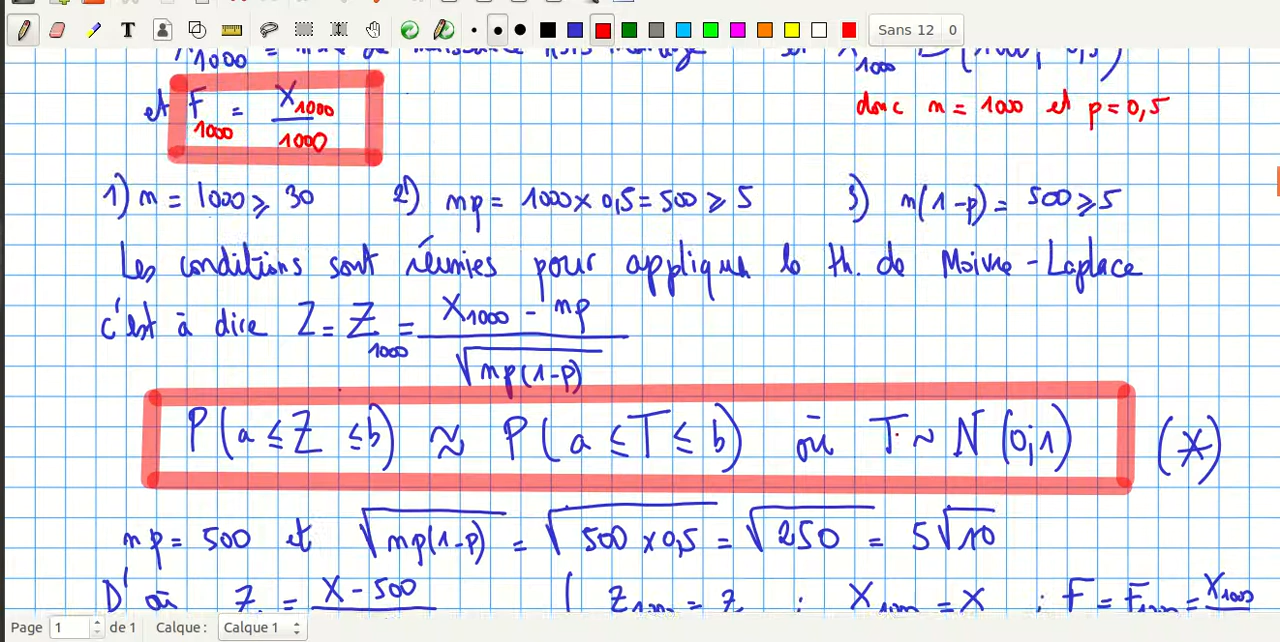 Sans 12 0
X1000
donc n = 1000 et p = 0,5
et F1000 = X1000 / 1000
1) n = 1000 ⩾ 30 2) np = 1000 × 0,5 = 500 ⩾ 5 3) n(1-p) = 500 ⩾ 5
Les conditions sont réunies pour appliquer le th. de Moivre-Laplace
c'est à dire Z = Z1000 = (X1000 - np) / √(np(1-p))
P(a ≤ Z ≤ b) ≈ P(a ≤ T ≤ b) où T ~ N(0;1) (*)
np = 500 et √(np(1-p)) = √(500 × 0,5) = √250 = 5√10
D'où Z = X - 500 ( Z1000 = Z ; X1000 = X ; F = F1000 = X1000
Page 1 de 1 Calque : Calque 1